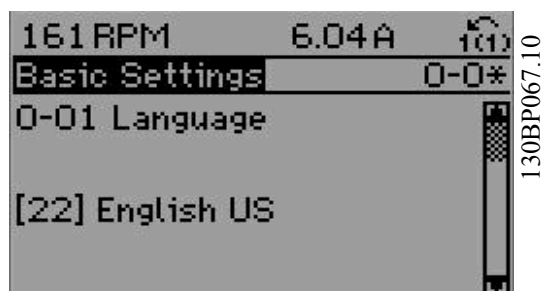 161 RPM 6.04 A 1(1)
Basic Settings 0-0*
0-01 Language
[22] English US
130BP067.10